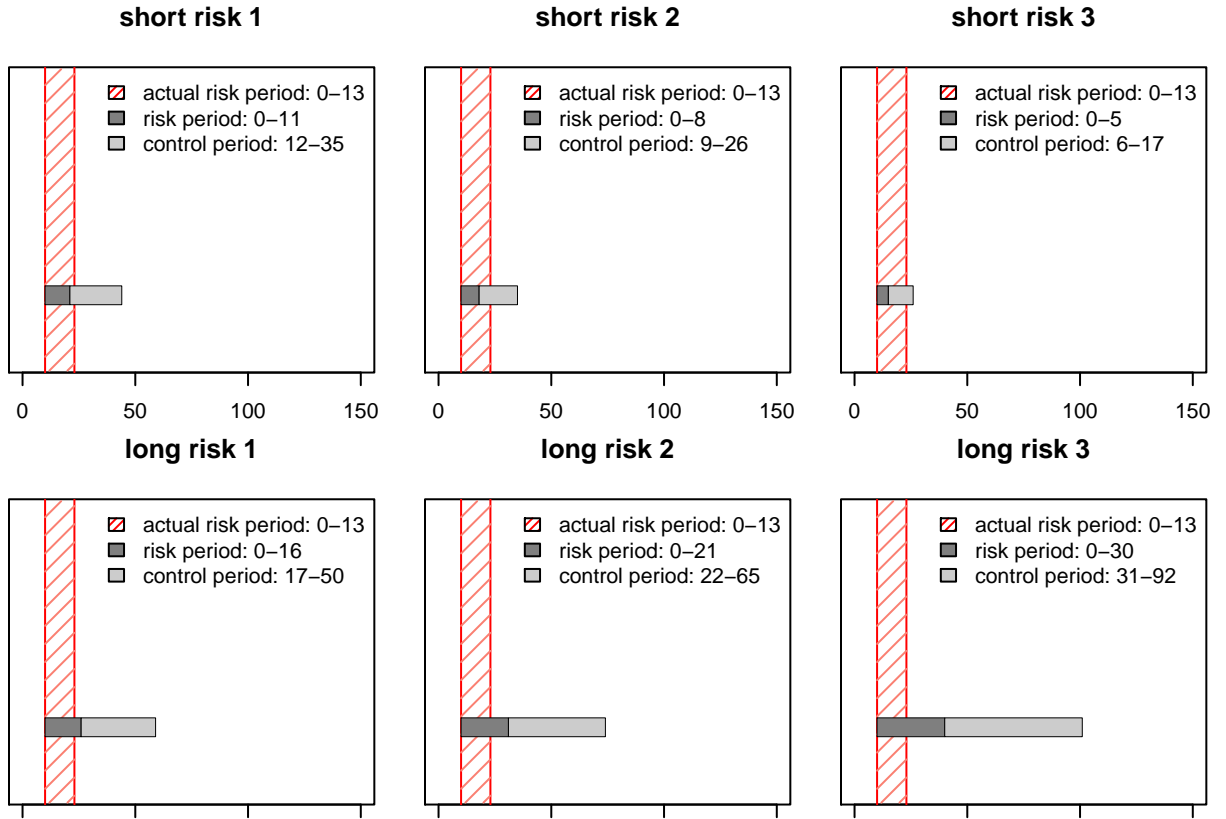 short risk 1
short risk 2
short risk 3
actual risk period: 0−13
risk period: 0−11
control period: 12−35
actual risk period: 0−13
risk period: 0−8
control period: 9−26
actual risk period: 0−13
risk period: 0−5
control period: 6−17
0 50 100 150
0 50 100 150
0 50 100 150
long risk 1
long risk 2
long risk 3
actual risk period: 0−13
risk period: 0−16
control period: 17−50
actual risk period: 0−13
risk period: 0−21
control period: 22−65
actual risk period: 0−13
risk period: 0−30
control period: 31−92